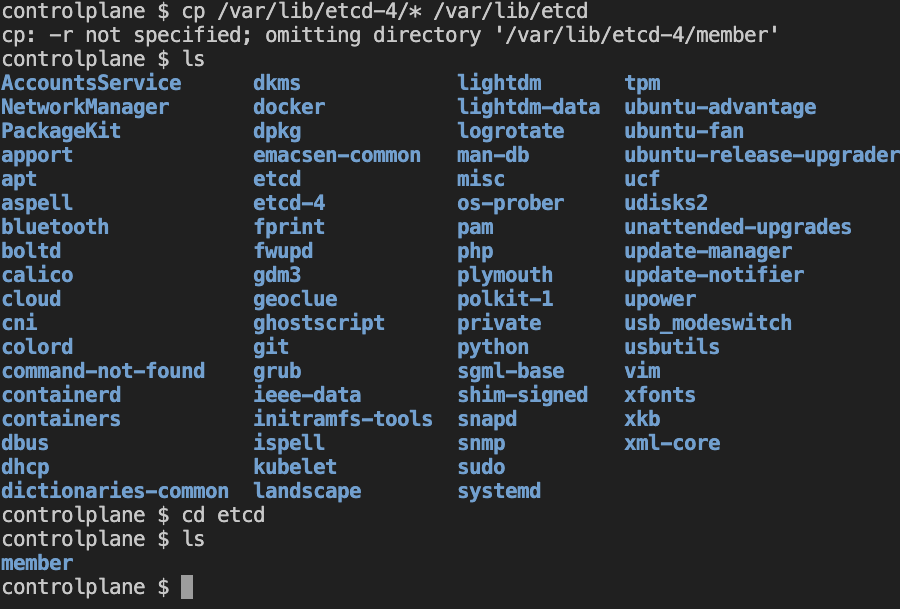 controlplane $ cp /var/lib/etcd-4/* /var/lib/etcd
cp: -r not specified; omitting directory '/var/lib/etcd-4/member'
controlplane $ ls
AccountsService dkms lightdm tpm
NetworkManager docker lightdm-data ubuntu-advantage
PackageKit dpkg logrotate ubuntu-fan
apport emacsen-common man-db ubuntu-release-upgrader
apt etcd misc ucf
aspell etcd-4 os-prober udisks2
bluetooth fprint pam unattended-upgrades
boltd fwupd php update-manager
calico gdm3 plymouth update-notifier
cloud geoclue polkit-1 upower
cni ghostscript private usb_modeswitch
colord git python usbutils
command-not-found grub sgml-base vim
containerd ieee-data shim-signed xfonts
containers initramfs-tools snapd xkb
dbus ispell snmp xml-core
dhcp kubelet sudo
dictionaries-common landscape systemd
controlplane $ cd etcd
controlplane $ ls
member
controlplane $